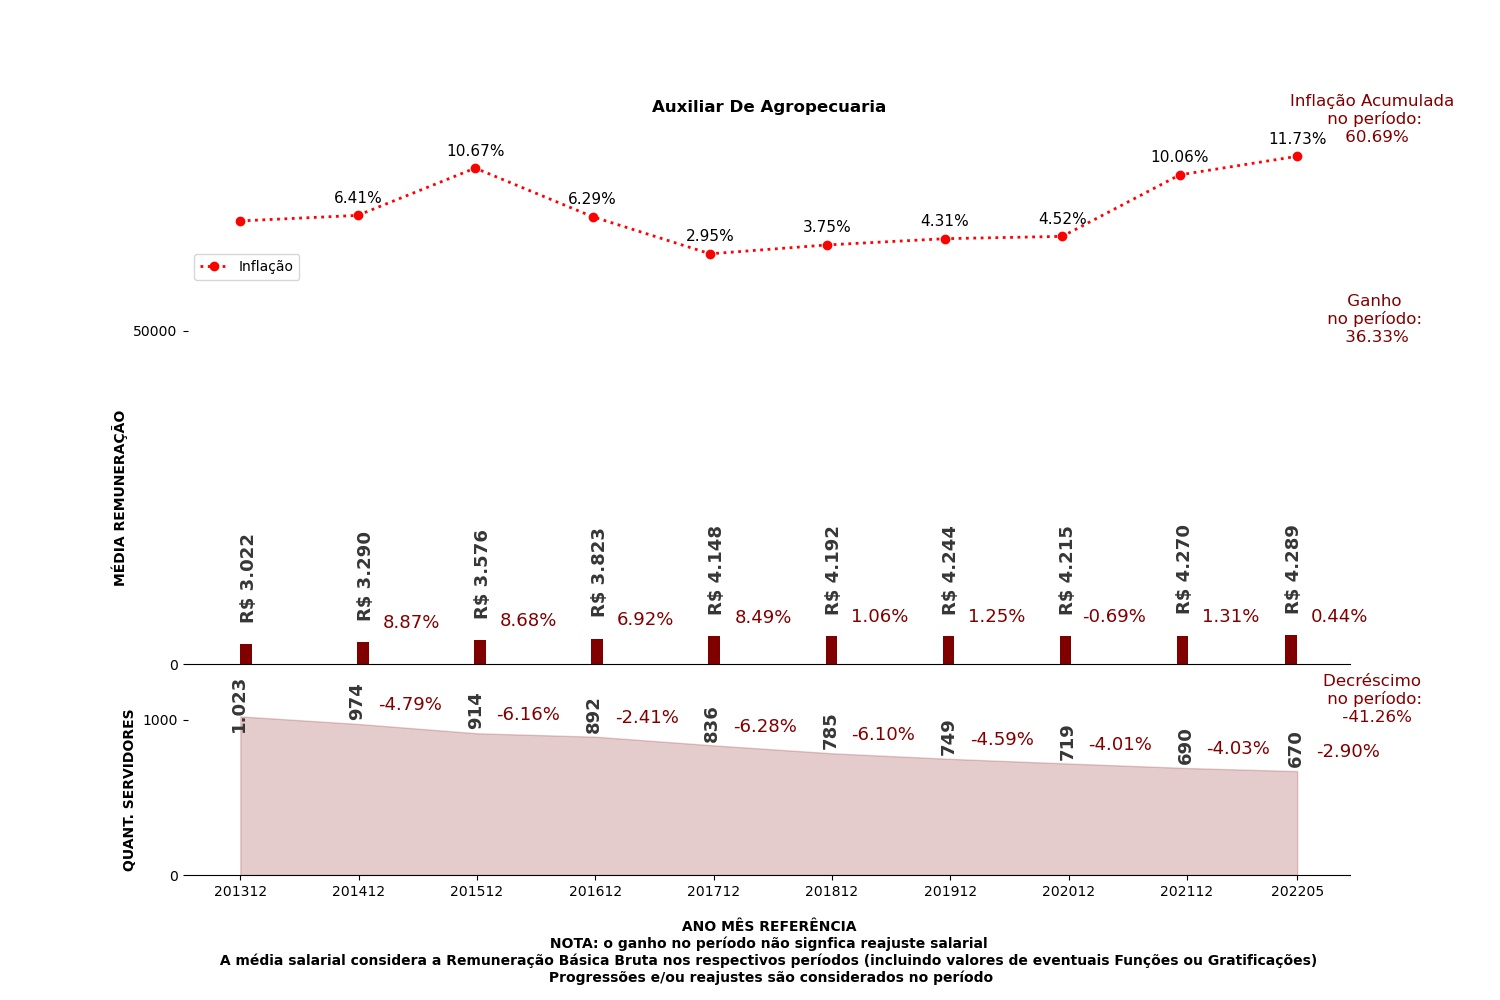 Auxiliar De Agropecuaria
Inflação Acumulada
no período:
60.69%
6.41%
10.67%
6.29%
2.95%
3.75%
4.31%
4.52%
10.06%
11.73%
Inflação
Ganho
no período:
36.33%
50000
0
MÉDIA REMUNERAÇÃO
R$ 3.022
R$ 3.290
R$ 3.576
R$ 3.823
R$ 4.148
R$ 4.192
R$ 4.244
R$ 4.215
R$ 4.270
R$ 4.289
8.87%
8.68%
6.92%
8.49%
1.06%
1.25%
-0.69%
1.31%
0.44%
Decréscimo
no período:
-41.26%
1000
0
QUANT. SERVIDORES
1.023
974
914
892
836
785
749
719
690
670
-4.79%
-6.16%
-2.41%
-6.28%
-6.10%
-4.59%
-4.01%
-4.03%
-2.90%
201312
201412
201512
201612
201712
201812
201912
202012
202112
202205
ANO MÊS REFERÊNCIA
NOTA: o ganho no período não signfica reajuste salarial
A média salarial considera a Remuneração Básica Bruta nos respectivos períodos (incluindo valores de eventuais Funções ou Gratificações)
Progressões e/ou reajustes são considerados no período